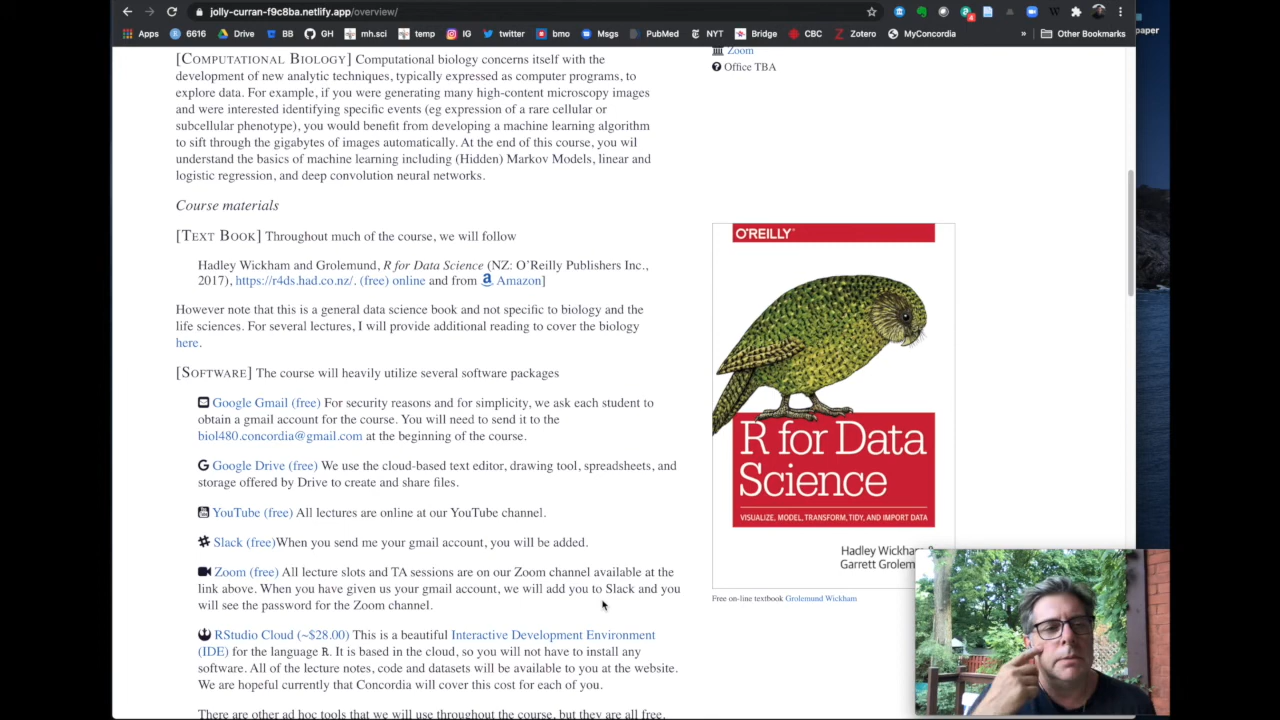 jolly-curran-f9c8ba.netlify.app/overview/
Apps
6616
Drive
BB
GH
mh.sci
temp
IG
twitter
bmo
Msgs
PubMed
NYT
Bridge
CBC
Zotero
MyConcordia
»
Other Bookmarks
paper
[COMPUTATIONAL BIOLOGY] Computational biology concerns itself with the
development of new analytic techniques, typically expressed as computer programs, to
explore data. For example, if you were generating many high-content microscopy images
and were interested identifying specific events (eg expression of a rare cellular or
subcellular phenotype), you would benefit from developing a machine learning algorithm
to sift through the gigabytes of images automatically. At the end of this course, you wil
understand the basics of machine learning including (Hidden) Markov Models, linear and
logistic regression, and deep convolution neural networks.
Course materials
[TEXT BOOK] Throughout much of the course, we will follow
Hadley Wickham and Grolemund, R for Data Science (NZ: O'Reilly Publishers Inc.,
2017), https://r4ds.had.co.nz/. (free) online and from Amazon]
However note that this is a general data science book and not specific to biology and the
life sciences. For several lectures, I will provide additional reading to cover the biology
here.
[SOFTWARE] The course will heavily utilize several software packages
Google Gmail (free) For security reasons and for simplicity, we ask each student to
obtain a gmail account for the course. You will need to send it to the
biol480.concordia@gmail.com at the beginning of the course.
Google Drive (free) We use the cloud-based text editor, drawing tool, spreadsheets, and
storage offered by Drive to create and share files.
YouTube (free) All lectures are online at our YouTube channel.
Slack (free)When you send me your gmail account, you will be added.
Zoom (free) All lecture slots and TA sessions are on our Zoom channel available at the
link above. When you have given us your gmail account, we will add you to Slack and you
will see the password for the Zoom channel.
RStudio Cloud (~$28.00) This is a beautiful Interactive Development Environment
(IDE) for the language R. It is based in the cloud, so you will not have to install any
software. All of the lecture notes, code and datasets will be available to you at the website.
We are hopeful currently that Concordia will cover this cost for each of you.
There are other ad hoc tools that we will use throughout the course, but they are all free.
Zoom
Office TBA
O'REILLY
R for Data
Science
VISUALIZE, MODEL, TRANSFORM, TIDY, AND IMPORT DATA
Hadley Wickham &
Garrett
Free on-line textbook Grolemund Wickham